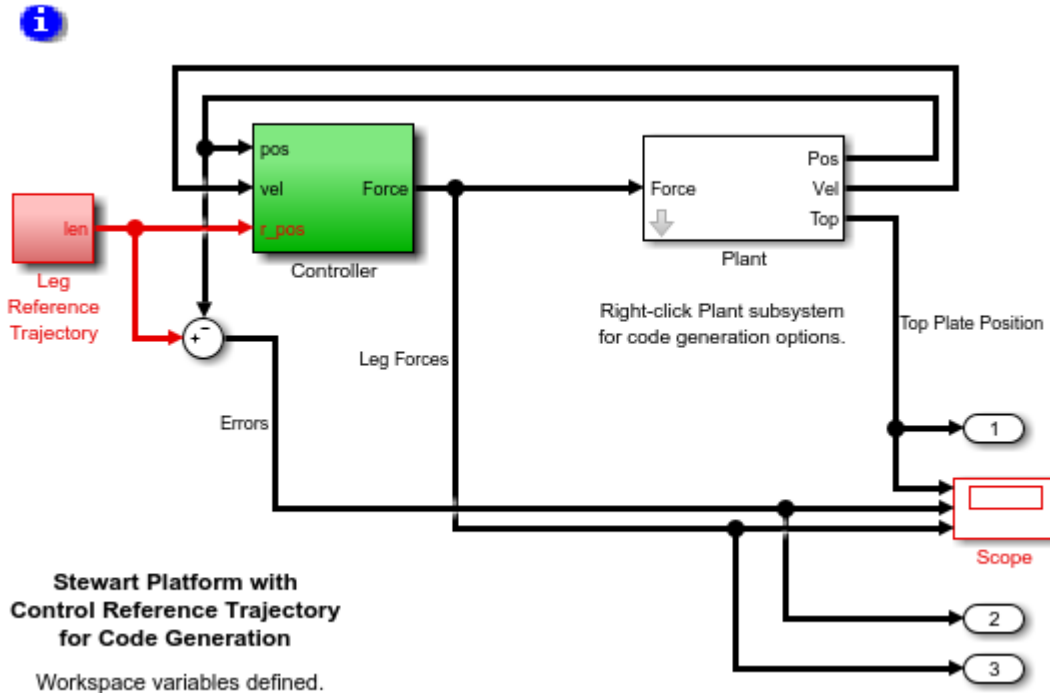 i
pos
vel
r_pos
Force
Controller
len
Leg
Reference
Trajectory
Force
Pos
Vel
Top
Plant
Right-click Plant subsystem
for code generation options.
Top Plate Position
Leg Forces
+
−
Errors
1
Scope
2
3
Stewart Platform with
Control Reference Trajectory
for Code Generation
Workspace variables defined.